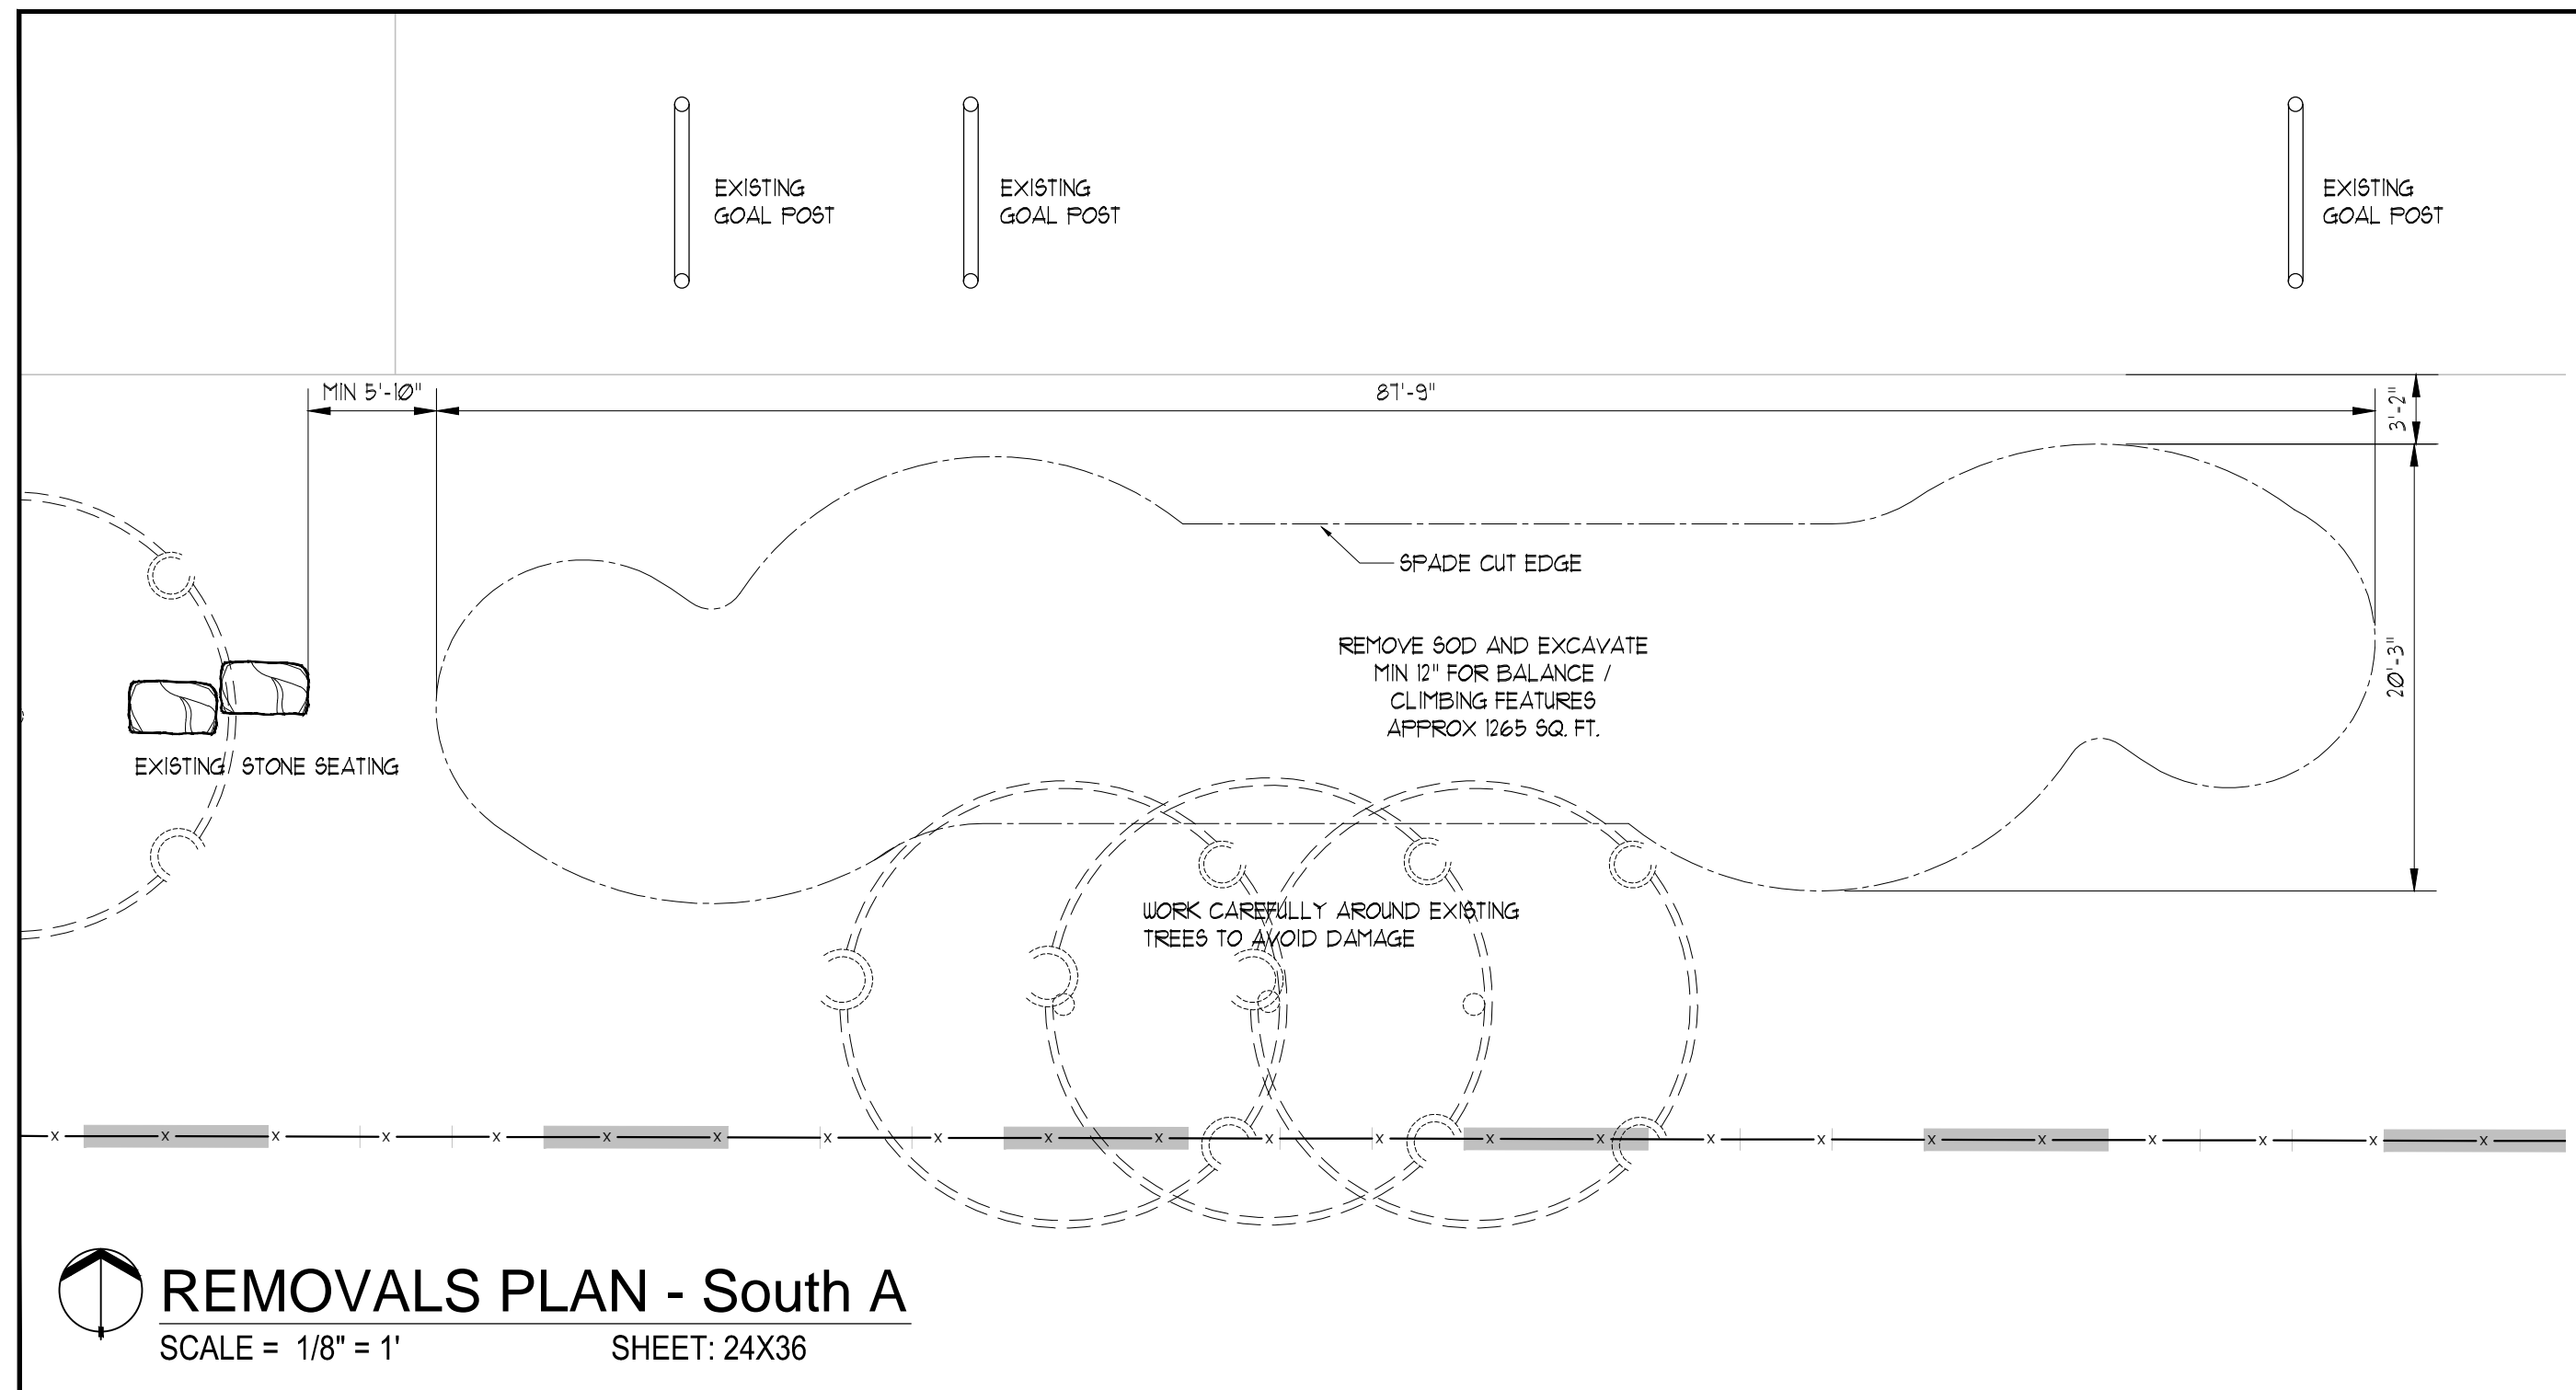 EXISTING
GOAL POST
EXISTING
GOAL POST
EXISTING
GOAL POST
MIN 5'-10"
87'-9"
3'-2"
SPADE CUT EDGE
REMOVE SOD AND EXCAVATE
MIN 12" FOR BALANCE /
CLIMBING FEATURES
APPROX 1265 SQ. FT.
20'-3"
EXISTING STONE SEATING
WORK CAREFULLY AROUND EXISTING
TREES TO AVOID DAMAGE
x x x x x x x x x x x x x x x x x x x x x x x
REMOVALS PLAN - South A
SCALE = 1/8" = 1' SHEET: 24X36